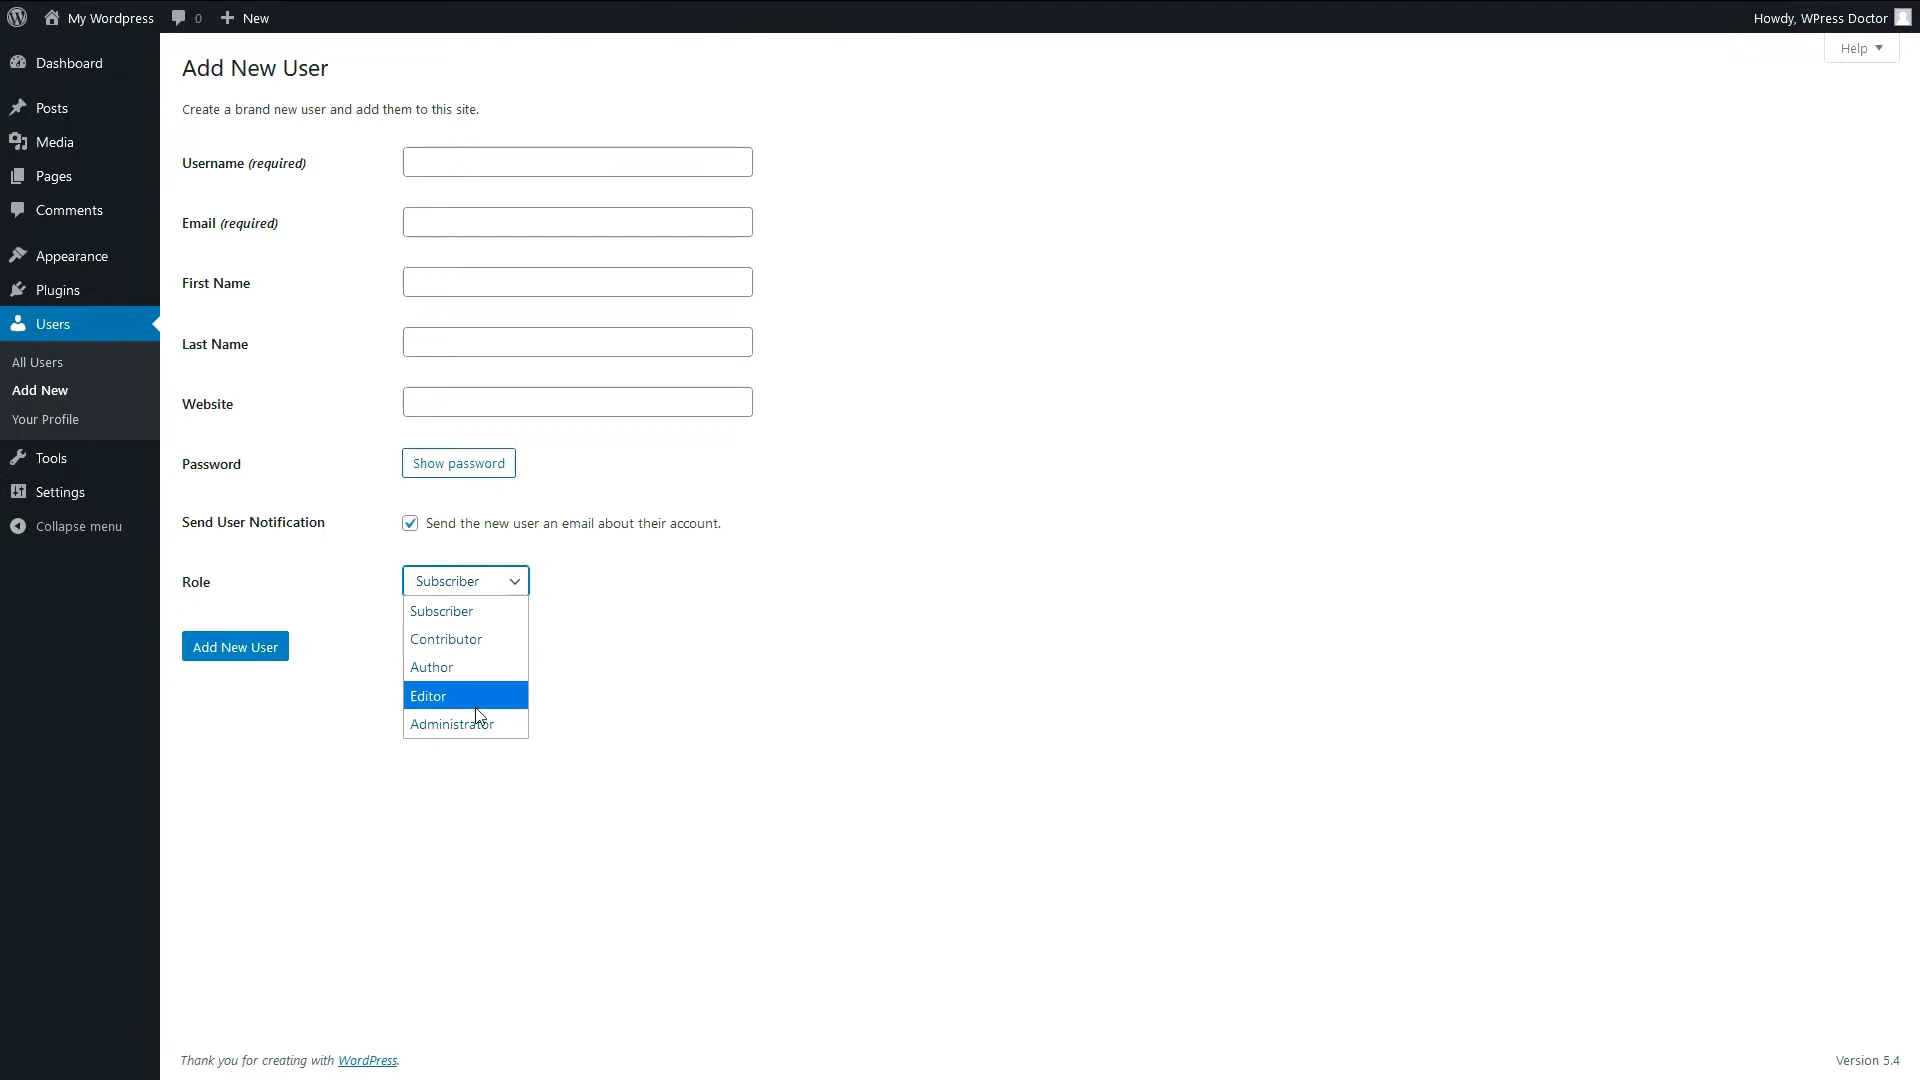 My Wordpress
0
New
Howdy, WPress Doctor
Help
Dashboard
Posts
Media
Pages
Comments
Appearance
Plugins
Users
All Users
Add New
Your Profile
Tools
Settings
Collapse menu
Add New User
Create a brand new user and add them to this site.
Username (required)
Email (required)
First Name
Last Name
Website
Password
Show password
Send User Notification
Send the new user an email about their account.
Role
Subscriber
Subscriber
Contributor
Author
Editor
Administrator
Add New User
Thank you for creating with WordPress.
Version 5.4